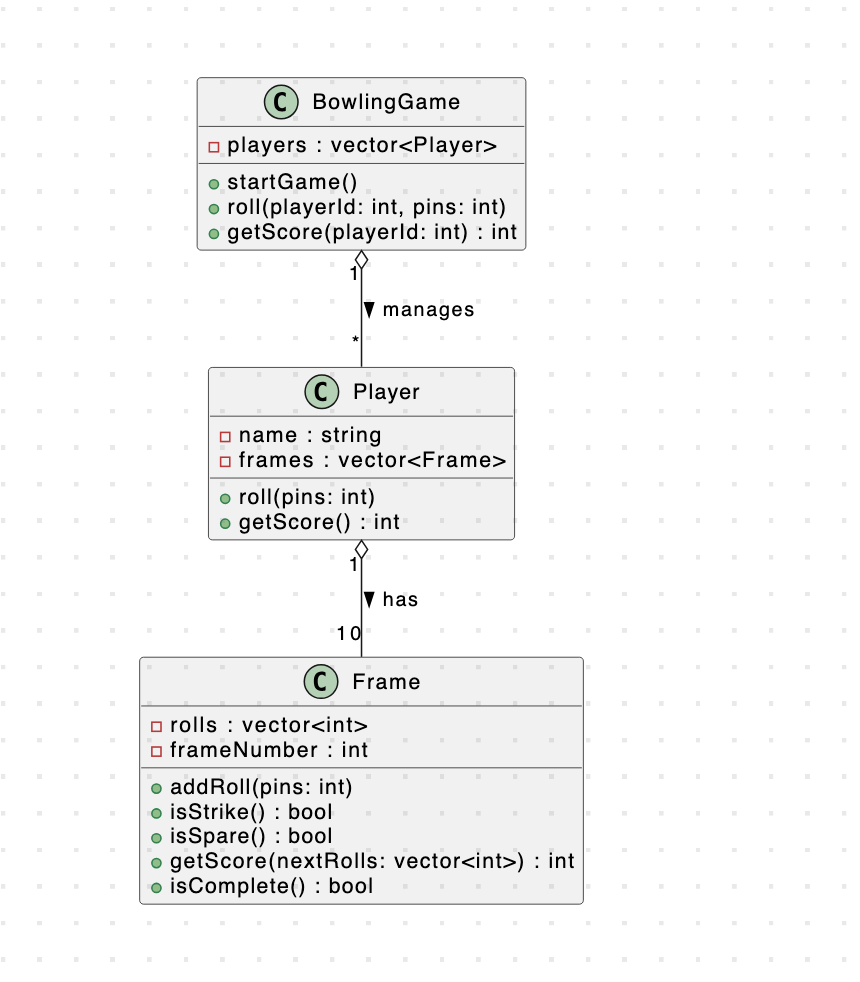 C BowlingGame
players : vector<Player>
startGame()
roll(playerId: int, pins: int)
getScore(playerId: int) : int
1
manages
*
C Player
name : string
frames : vector<Frame>
roll(pins: int)
getScore() : int
1
has
10
C Frame
rolls : vector<int>
frameNumber : int
addRoll(pins: int)
isStrike() : bool
isSpare() : bool
getScore(nextRolls: vector<int>) : int
isComplete() : bool